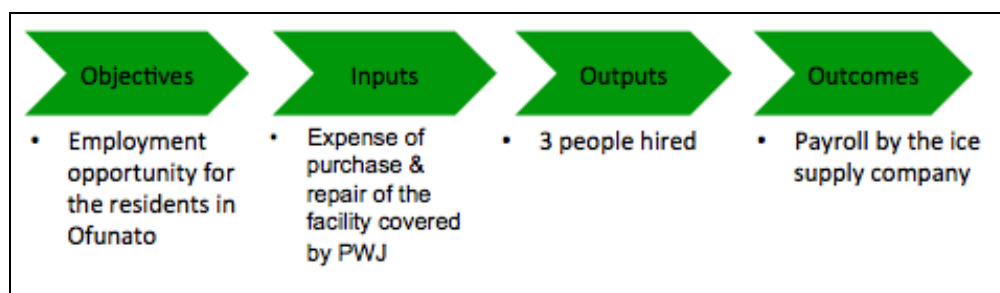 Objectives
• Employment
opportunity for
the residents in
Ofunato
Inputs
• Expense of
purchase &
repair of the
facility covered
by PWJ
Outputs
• 3 people hired
Outcomes
• Payroll by the ice
supply company